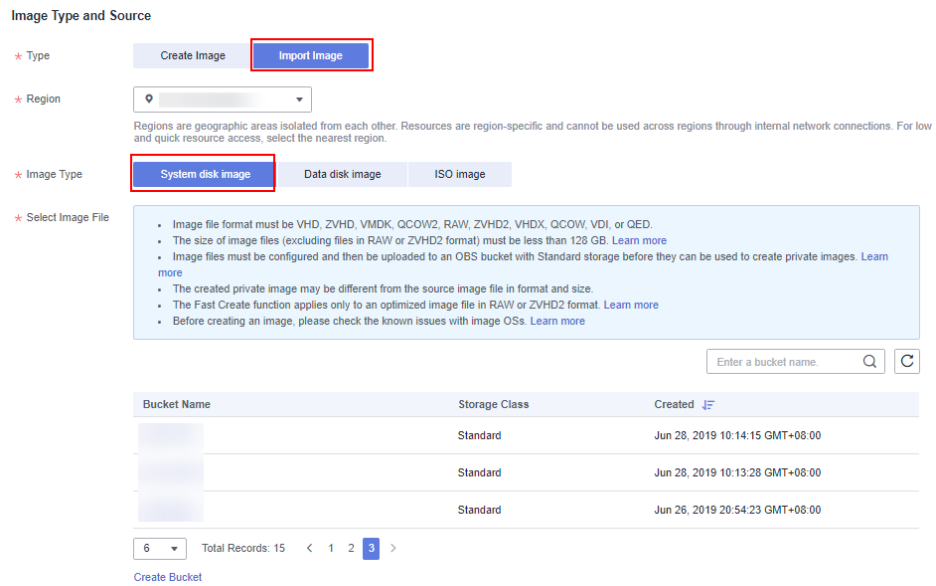 Image Type and Source
* Type
Create Image
Import Image
* Region
Regions are geographic areas isolated from each other. Resources are region-specific and cannot be used across regions through internal network connections. For low
and quick resource access, select the nearest region.
* Image Type
System disk image
Data disk image
ISO image
* Select Image File
• Image file format must be VHD, ZVHD, VMDK, QCOW2, RAW, ZVHD2, VHDX, QCOW, VDI, or QED.
• The size of image files (excluding files in RAW or ZVHD2 format) must be less than 128 GB. Learn more
• Image files must be configured and then be uploaded to an OBS bucket with Standard storage before they can be used to create private images. Learn
more
• The created private image may be different from the source image file in format and size.
• The Fast Create function applies only to an optimized image file in RAW or ZVHD2 format. Learn more
• Before creating an image, please check the known issues with image OSs. Learn more
Enter a bucket name.
Bucket Name Storage Class Created
Standard Jun 28, 2019 10:14:15 GMT+08:00
Standard Jun 28, 2019 10:13:28 GMT+08:00
Standard Jun 26, 2019 20:54:23 GMT+08:00
6 Total Records: 15 < 1 2 3 >
Create Bucket